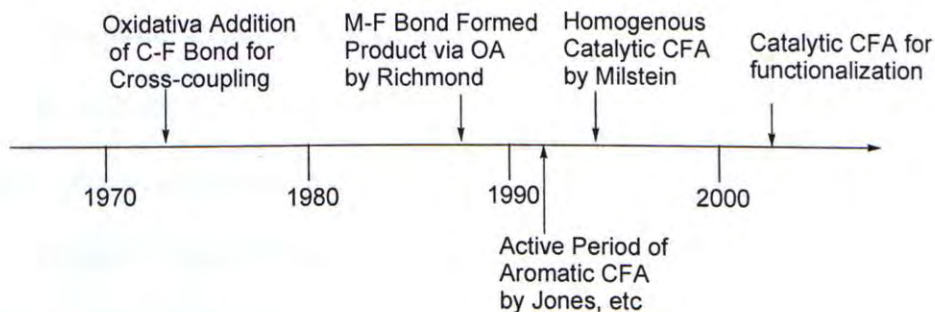 Oxidativa Addition
of C-F Bond for
Cross-coupling
M-F Bond Formed
Product via OA
by Richmond
Homogenous
Catalytic CFA
by Milstein
Catalytic CFA for
functionalization
1970
1980
1990
2000
Active Period of
Aromatic CFA
by Jones, etc